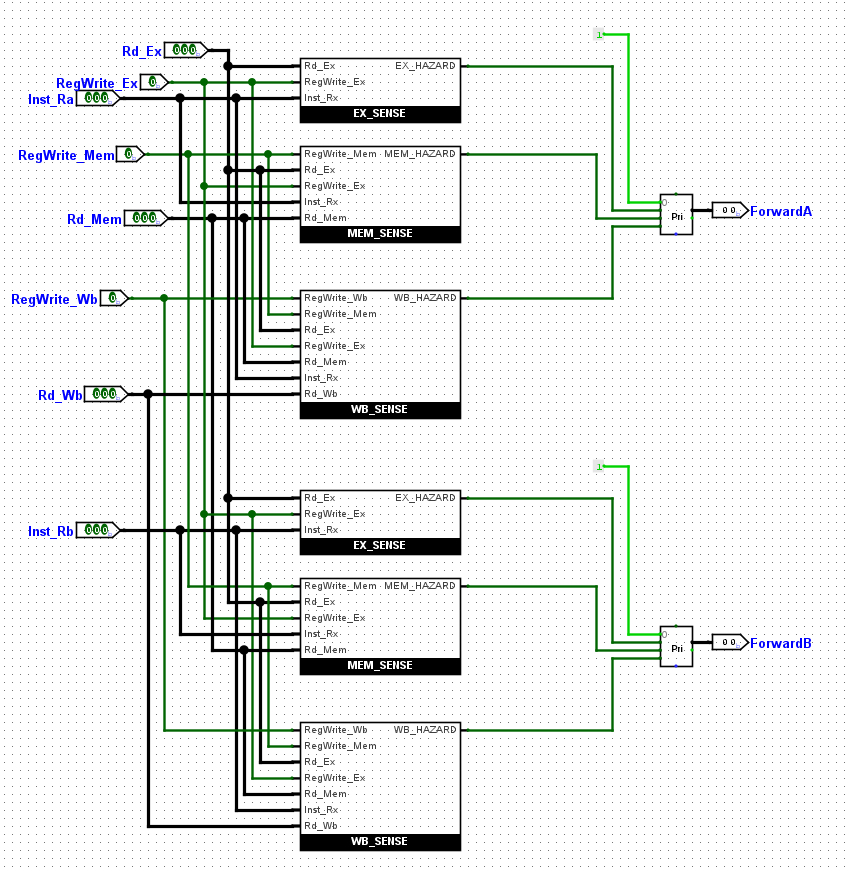 1
Rd_Ex 000
Rd_Ex EX_HAZARD
RegWrite_Ex 0
RegWrite_Ex
Inst_Ra 000
Inst_Rx
EX_SENSE
RegWrite_Mem 0
RegWrite_Mem MEM_HAZARD
Rd_Ex
RegWrite_Ex
Inst_Rx
0
Rd_Mem 000
Rd_Mem
Pri
00 ForwardA
MEM_SENSE
RegWrite_Wb 0
RegWrite_Wb WB_HAZARD
RegWrite_Mem
Rd_Ex
RegWrite_Ex
Rd_Mem
Inst_Rx
Rd_Wb 000
Rd_Wb
WB_SENSE
1
Rd_Ex EX_HAZARD
RegWrite_Ex
Inst_Rb 000
Inst_Rx
EX_SENSE
RegWrite_Mem MEM_HAZARD
Rd_Ex
RegWrite_Ex
Inst_Rx
0
Rd_Mem
Pri
00 ForwardB
MEM_SENSE
RegWrite_Wb WB_HAZARD
RegWrite_Mem
Rd_Ex
RegWrite_Ex
Rd_Mem
Inst_Rx
Rd_Wb
WB_SENSE